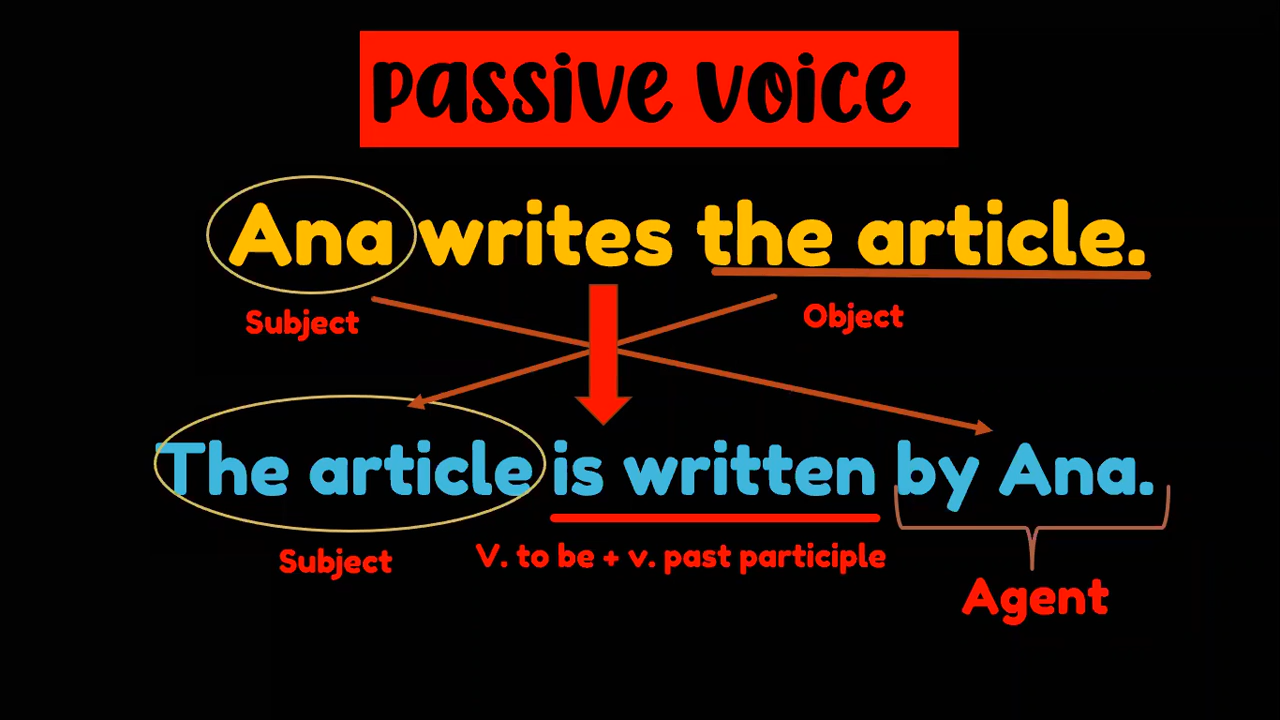 passive voice
Ana writes the article.
Subject
Object
The article is written by Ana.
Subject
V. to be + v. past participle
Agent